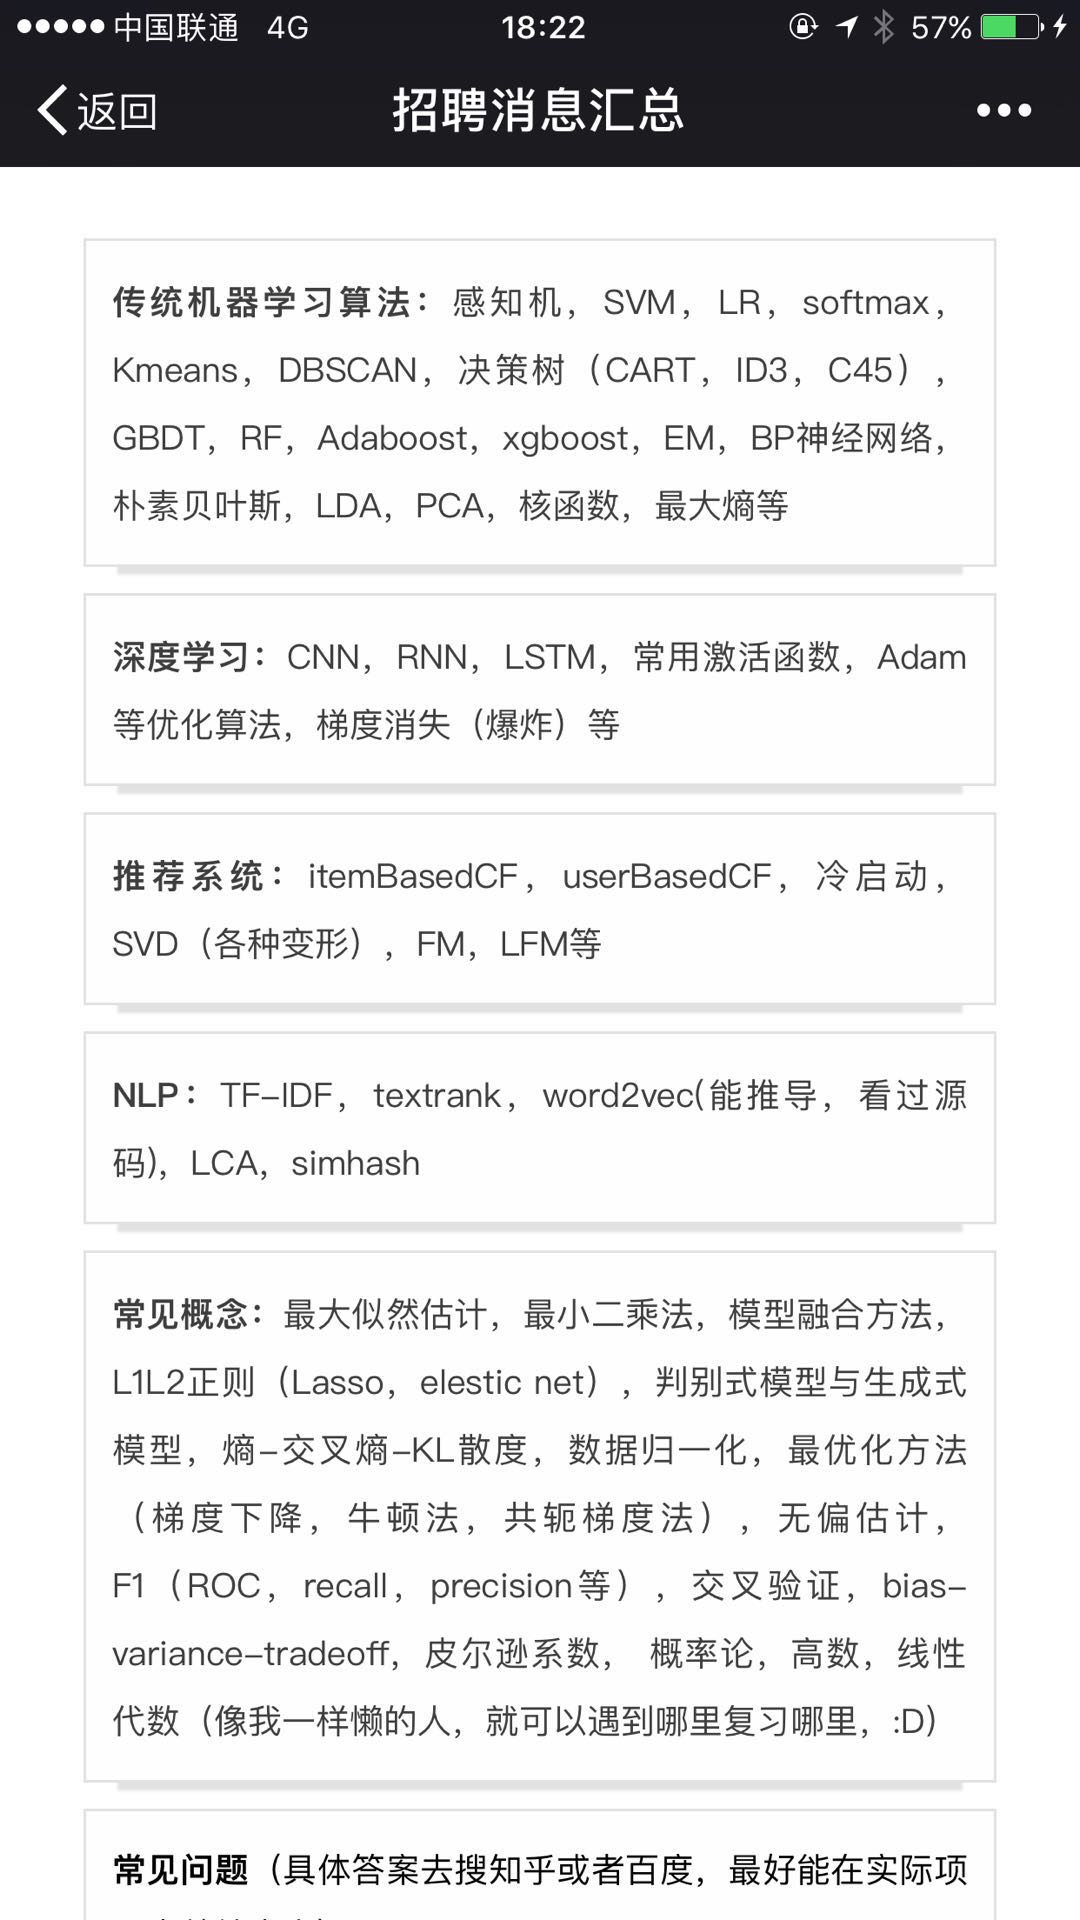 中国联通 4G 18:22 57%
返回 招聘消息汇总
传统机器学习算法：感知机，SVM，LR，softmax，
Kmeans，DBSCAN，决策树（CART，ID3，C45），
GBDT，RF，Adaboost，xgboost，EM，BP神经网络，
朴素贝叶斯，LDA，PCA，核函数，最大熵等
深度学习：CNN，RNN，LSTM，常用激活函数，Adam
等优化算法，梯度消失（爆炸）等
推荐系统：itemBasedCF，userBasedCF，冷启动，
SVD（各种变形），FM，LFM等
NLP：TF-IDF，textrank，word2vec(能推导，看过源
码)，LCA，simhash
常见概念：最大似然估计，最小二乘法，模型融合方法，
L1L2正则（Lasso，elestic net），判别式模型与生成式
模型，熵-交叉熵-KL散度，数据归一化，最优化方法
（梯度下降，牛顿法，共轭梯度法），无偏估计，
F1（ROC，recall，precision等），交叉验证，bias-
variance-tradeoff，皮尔逊系数， 概率论，高数，线性
代数（像我一样懒的人，就可以遇到哪里复习哪里，:D）
常见问题（具体答案去搜知乎或者百度，最好能在实际项